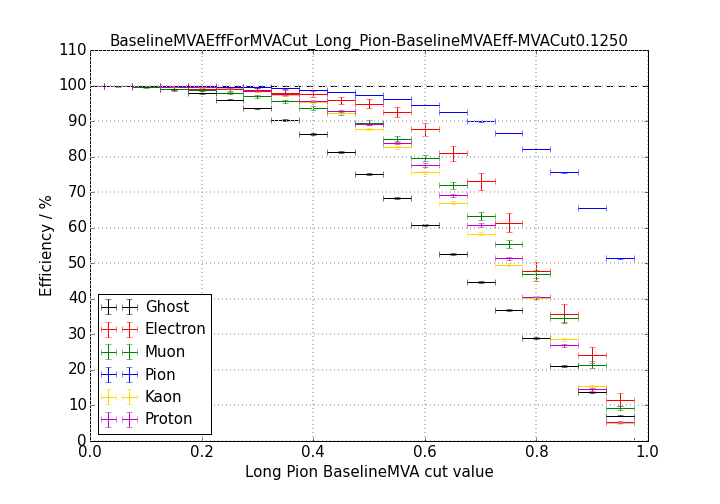 BaselineMVAEffForMVACut_Long_Pion-BaselineMVAEff-MVACut0.1250
110
100
90
80
70
60
50
40
30
20
10
0
Efficiency / %
Ghost
Electron
Muon
Pion
Kaon
Proton
0.0 0.2 0.4 0.6 0.8 1.0
Long Pion BaselineMVA cut value